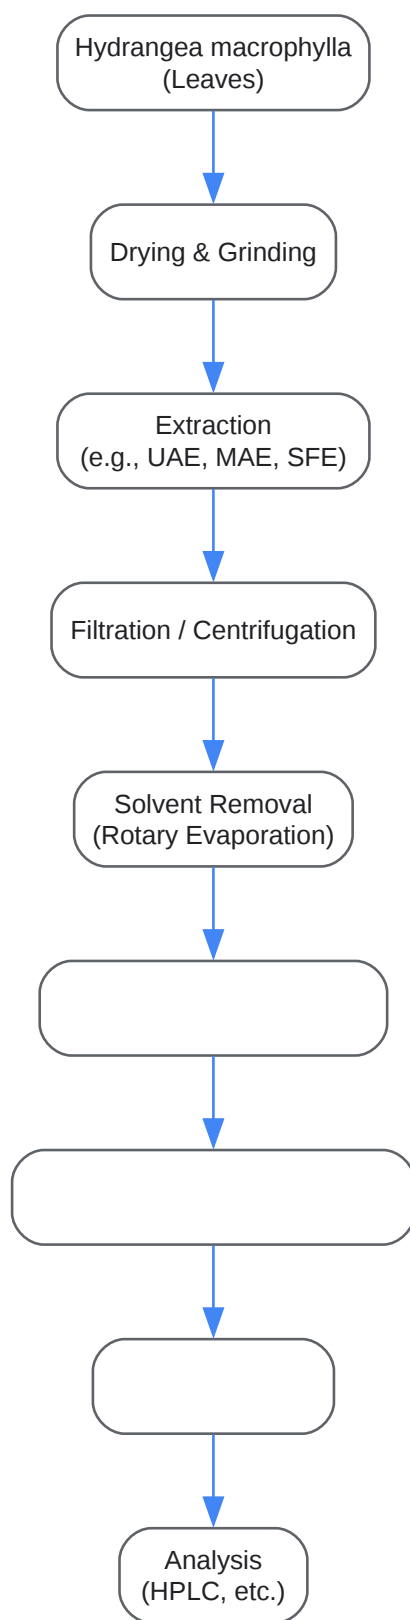 Hydrangea macrophylla
(Leaves)
Drying & Grinding
Extraction
(e.g., UAE, MAE, SFE)
Filtration / Centrifugation
Solvent Removal
(Rotary Evaporation)
Analysis
(HPLC, etc.)